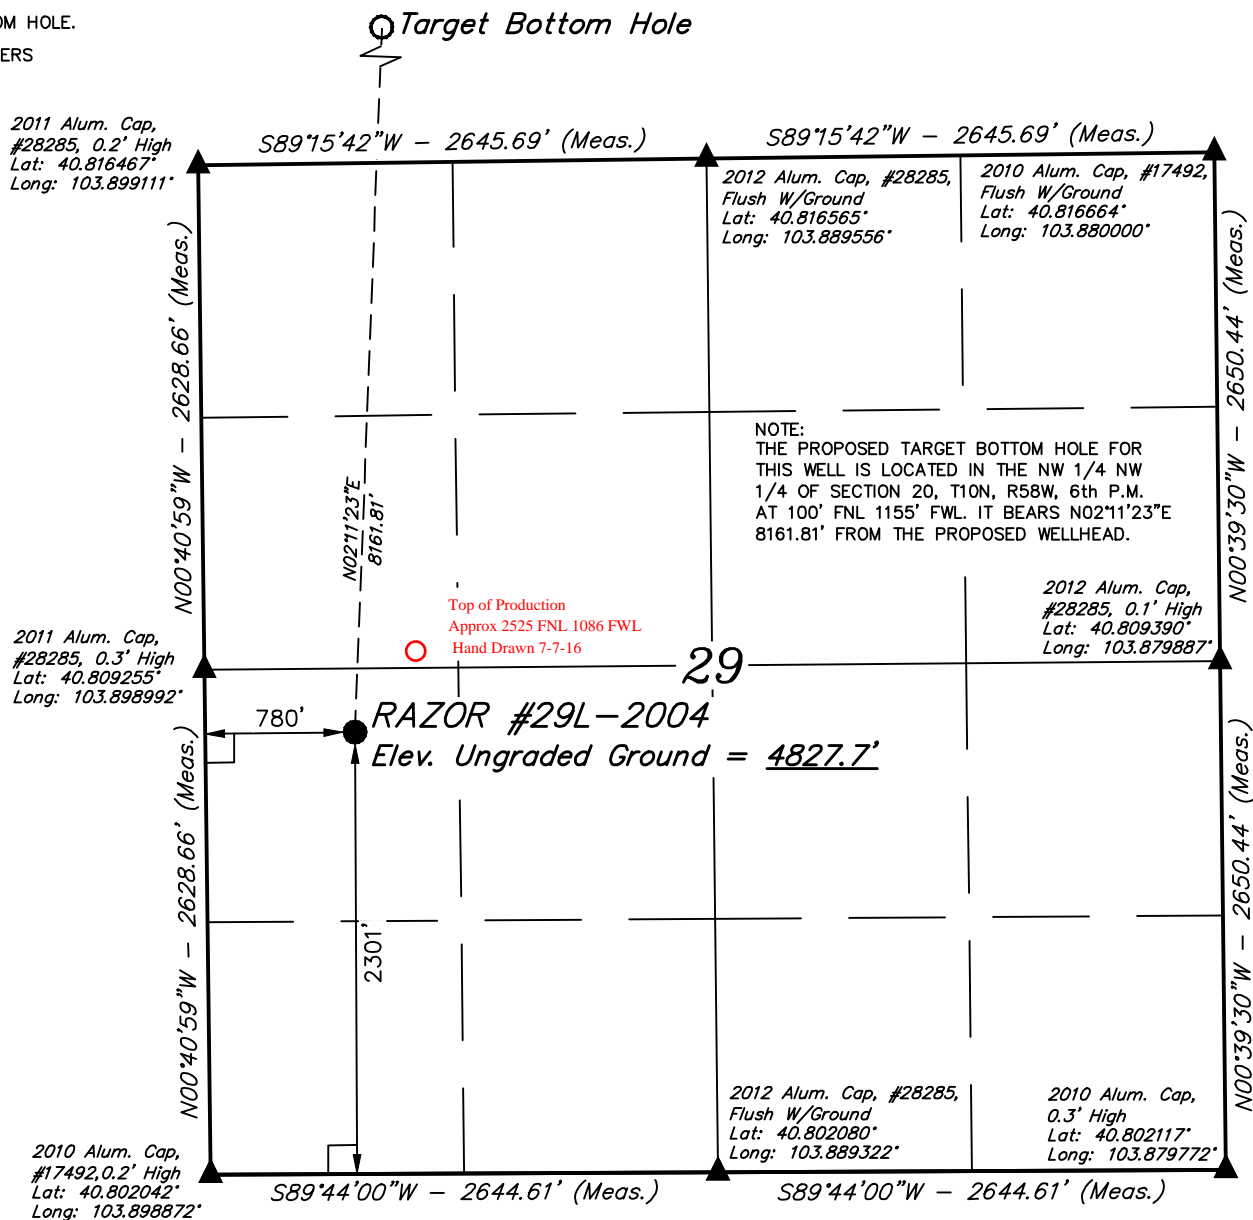 OM HOLE.
ERS
Target Bottom Hole
2011 Alum. Cap,
#28285, 0.2' High
Lat: 40.816467°
Long: 103.899111°
S89°15'42"W - 2645.69' (Meas.)
S89°15'42"W - 2645.69' (Meas.)
2012 Alum. Cap, #28285,
Flush W/Ground
Lat: 40.816565°
Long: 103.889556°
2010 Alum. Cap, #17492,
Flush W/Ground
Lat: 40.816664°
Long: 103.880000°
N00°40'59"W - 2628.66' (Meas.)
N00°39'30"W - 2650.44' (Meas.)
N02°11'23"E
8161.81'
NOTE:
THE PROPOSED TARGET BOTTOM HOLE FOR
THIS WELL IS LOCATED IN THE NW 1/4 NW
1/4 OF SECTION 20, T10N, R58W, 6th P.M.
AT 100' FNL 1155' FWL. IT BEARS N02°11'23"E
8161.81' FROM THE PROPOSED WELLHEAD.
Top of Production
Approx 2525 FNL 1086 FWL
Hand Drawn 7-7-16
2012 Alum. Cap,
#28285, 0.1' High
Lat: 40.809390°
Long: 103.879887°
2011 Alum. Cap,
#28285, 0.3' High
Lat: 40.809255°
Long: 103.898992°
29
780'
RAZOR #29L-2004
Elev. Ungraded Ground = 4827.7'
N00°40'59"W - 2628.66' (Meas.)
2301'
N00°39'30"W - 2650.44' (Meas.)
2012 Alum. Cap, #28285,
Flush W/Ground
Lat: 40.802080°
Long: 103.889322°
2010 Alum. Cap,
0.3' High
Lat: 40.802117°
Long: 103.879772°
2010 Alum. Cap,
#17492,0.2' High
Lat: 40.802042°
Long: 103.898872°
S89°44'00"W - 2644.61' (Meas.)
S89°44'00"W - 2644.61' (Meas.)